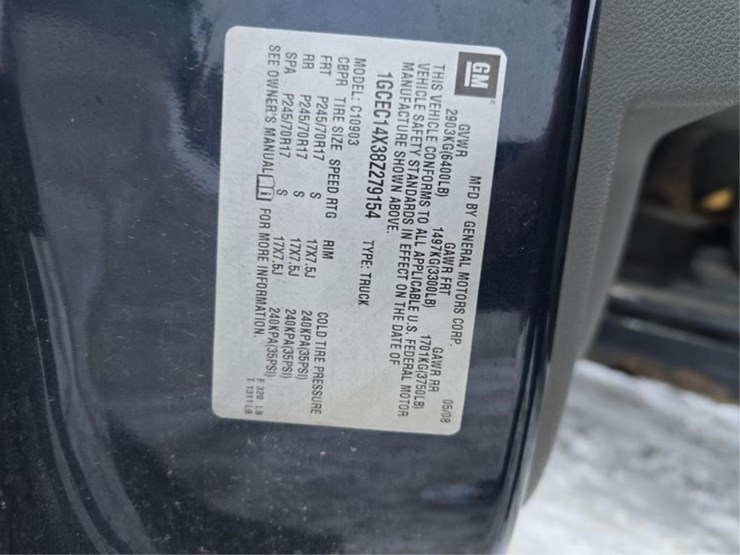 GM
MFD BY GENERAL MOTORS CORP. 05/08
GVWR GAWR FRT GAWR RR
2903KG(6400LB) 1497KG(3300LB) 1701KG(3750LB)
THIS VEHICLE CONFORMS TO ALL APPLICABLE U.S. FEDERAL MOTOR
VEHICLE SAFETY STANDARDS IN EFFECT ON THE DATE OF
MANUFACTURE SHOWN ABOVE.
1GCEC14X38Z279154 TYPE: TRUCK
MODEL: C10903
CBPR TIRE SIZE SPEED RTG RIM COLD TIRE PRESSURE
FRT P245/70R17 S 17X7.5J 240KPA(35PSI)
RR P245/70R17 S 17X7.5J 240KPA(35PSI)
SPA P245/70R17 S 17X7.5J 240KPA(35PSI)
SEE OWNER'S MANUAL i FOR MORE INFORMATION.
F 320 LB
T 1311 LB